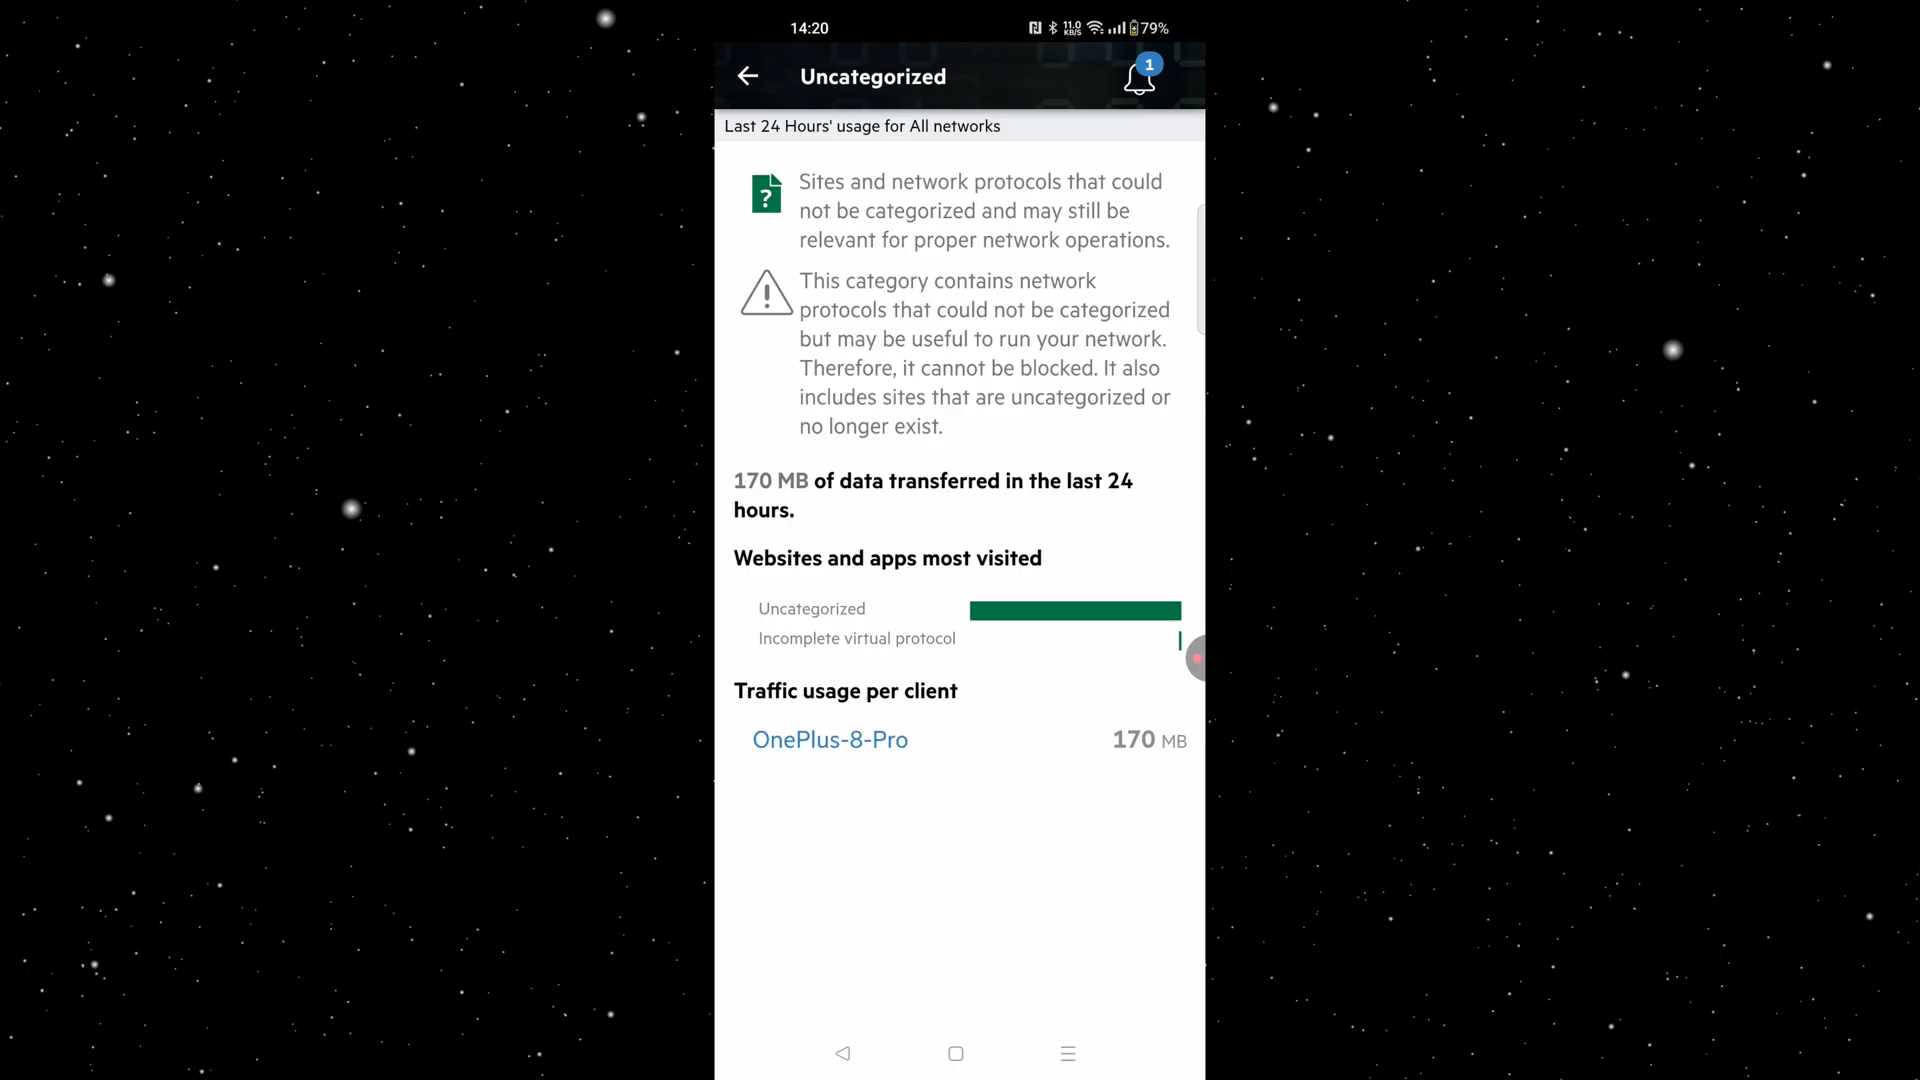 14:20
11.0
KB/S
79%
Uncategorized
1
Last 24 Hours' usage for All networks
?
Sites and network protocols that could
not be categorized and may still be
relevant for proper network operations.
This category contains network
protocols that could not be categorized
but may be useful to run your network.
Therefore, it cannot be blocked. It also
includes sites that are uncategorized or
no longer exist.
170 MB of data transferred in the last 24
hours.
Websites and apps most visited
Uncategorized
Incomplete virtual protocol
Traffic usage per client
OnePlus-8-Pro 170 MB